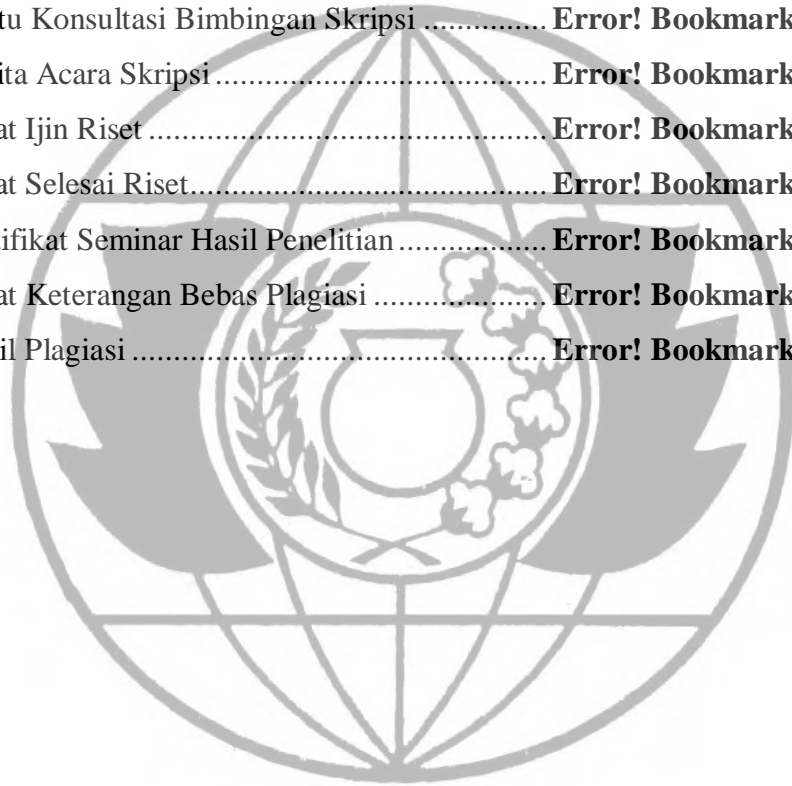 tu Konsultasi Bimbingan Skripsi ............... Error! Bookmark
ita Acara Skripsi ........................................ Error! Bookmark
at Ijin Riset ................................................ Error! Bookmark
at Selesai Riset........................................... Error! Bookmark
ifikat Seminar Hasil Penelitian .................. Error! Bookmark
at Keterangan Bebas Plagiasi ..................... Error! Bookmark
il Plagiasi .................................................. Error! Bookmark